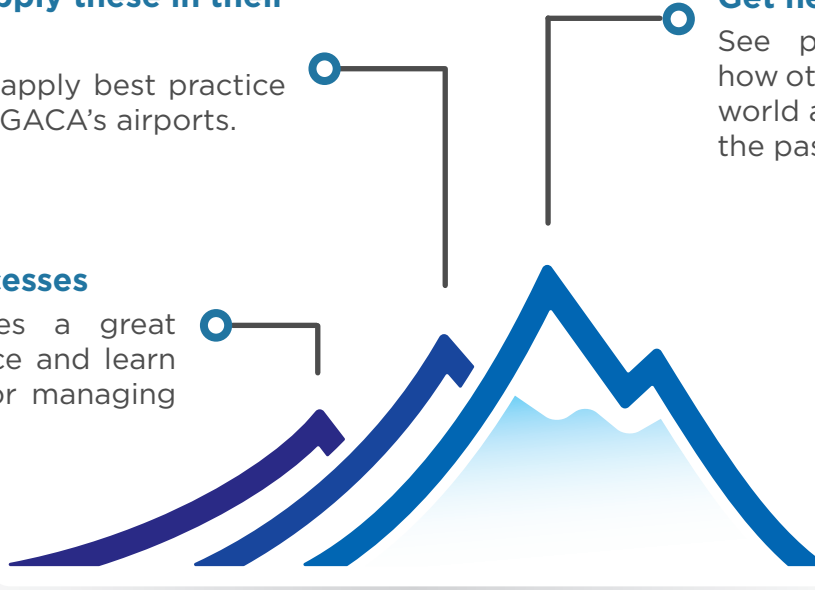 pply these in their
apply best practice
GACA's airports.
cesses
es a great
ce and learn
or managing
Get ne
See p
how ot
world a
the pas